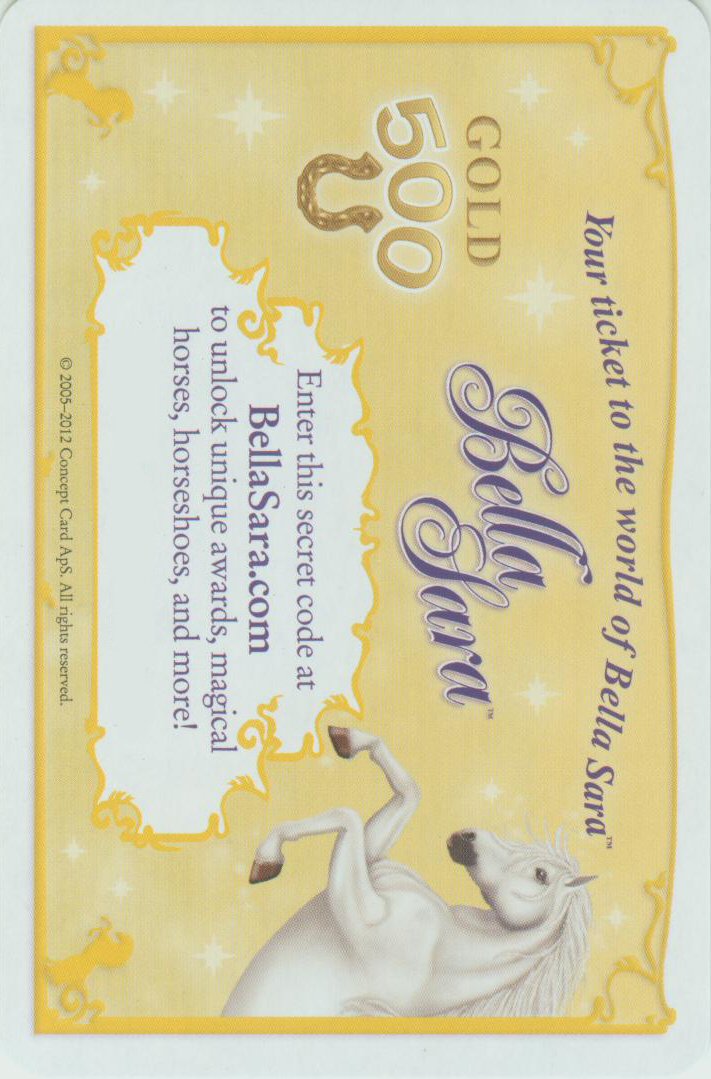 Your ticket to the world of Bella Sara™
GOLD
500
Bella
Sara™
Enter this secret code at
BellaSara.com
to unlock unique awards, magical
horses, horseshoes, and more!
© 2005–2012 Concept Card ApS. All rights reserved.